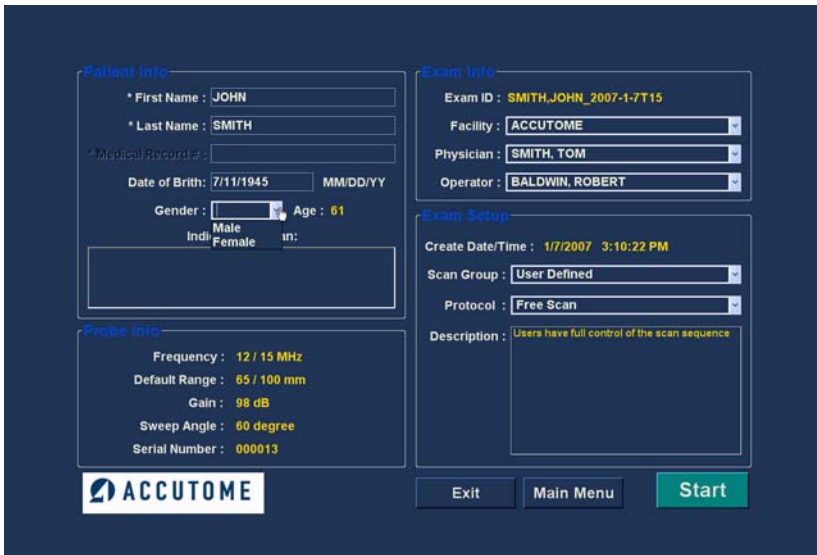 Patient Info
* First Name : JOHN
* Last Name : SMITH
* Medical Record # :
Date of Brith: 7/11/1945 MM/DD/YY
Gender : Age : 61
Male
Female
Indi an:
Probe Info
Frequency : 12 / 15 MHz
Default Range : 65 / 100 mm
Gain : 98 dB
Sweep Angle : 60 degree
Serial Number : 000013
ACCUTOME
Exam Info
Exam ID : SMITH,JOHN_2007-1-7T15
Facility : ACCUTOME
Physician : SMITH, TOM
Operator : BALDWIN, ROBERT
Exam Setup
Create Date/Time : 1/7/2007 3:10:22 PM
Scan Group : User Defined
Protocol : Free Scan
Description : Users have full control of the scan sequence
Exit Main Menu Start